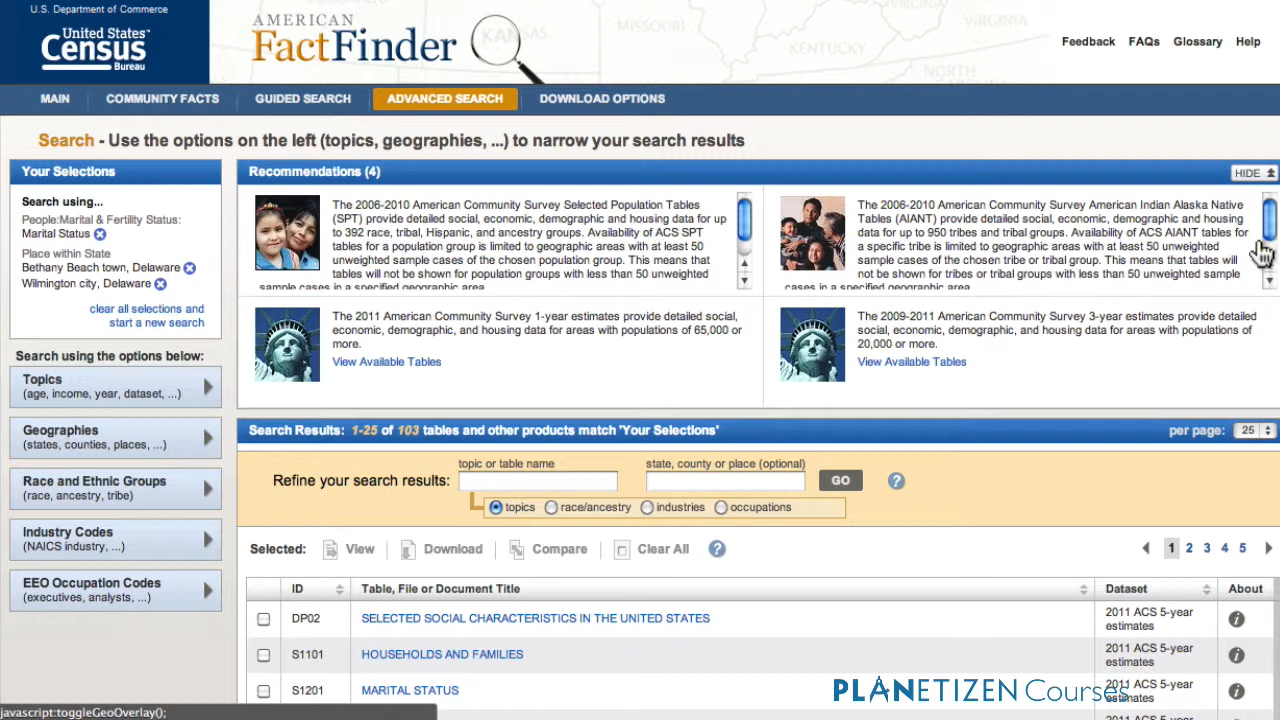 U.S. Department of Commerce
United States
Census
Bureau
AMERICAN
FactFinder
KANSAS
MISSOURI
VIRGINIA
VIRGINIA
KENTUCKY
NORTH
CAROLINA
Feedback FAQs Glossary Help
MAIN COMMUNITY FACTS GUIDED SEARCH ADVANCED SEARCH DOWNLOAD OPTIONS
Search - Use the options on the left (topics, geographies, ...) to narrow your search results
Your Selections
Search using...
People:Marital & Fertility Status:
Marital Status
Place within State
Bethany Beach town, Delaware
Wilmington city, Delaware
clear all selections and
start a new search
Search using the options below:
Topics
(age, income, year, dataset, ...)
Geographies
(states, counties, places, ...)
Race and Ethnic Groups
(race, ancestry, tribe)
Industry Codes
(NAICS industry, ...)
EEO Occupation Codes
(executives, analysts, ...)
Recommendations (4)
HIDE
The 2006-2010 American Community Survey Selected Population Tables
(SPT) provide detailed social, economic, demographic and housing data for up
to 392 race, tribal, Hispanic, and ancestry groups. Availability of ACS SPT
tables for a population group is limited to geographic areas with at least 50
unweighted sample cases of the chosen population group. This means that
tables will not be shown for population groups with less than 50 unweighted
sample cases in a specified geographic area.
The 2006-2010 American Community Survey American Indian Alaska Native
Tables (AIANT) provide detailed social, economic, demographic and housing
data for up to 950 tribes and tribal groups. Availability of ACS AIANT tables for
a specific tribe is limited to geographic areas with at least 50 unweighted
sample cases of the chosen tribe or tribal group. This means that tables will
not be shown for tribes or tribal groups with less than 50 unweighted sample
cases in a specified geographic area.
The 2011 American Community Survey 1-year estimates provide detailed social,
economic, demographic, and housing data for areas with populations of 65,000 or
more.
View Available Tables
The 2009-2011 American Community Survey 3-year estimates provide detailed
social, economic, demographic, and housing data for areas with populations of
20,000 or more.
View Available Tables
Search Results: 1-25 of 103 tables and other products match 'Your Selections'
per page: 25
topic or table name
state, county or place (optional)
Refine your search results:
GO
?
topics race/ancestry industries occupations
Selected: View Download Compare Clear All ?
1 2 3 4 5
ID Table, File or Document Title Dataset About
DP02 SELECTED SOCIAL CHARACTERISTICS IN THE UNITED STATES 2011 ACS 5-year
estimates
S1101 HOUSEHOLDS AND FAMILIES 2011 ACS 5-year
estimates
S1201 MARITAL STATUS 2011 ACS 5-year
estimates
PLANETIZEN Courses
javascript:toggleGeoOverlay();